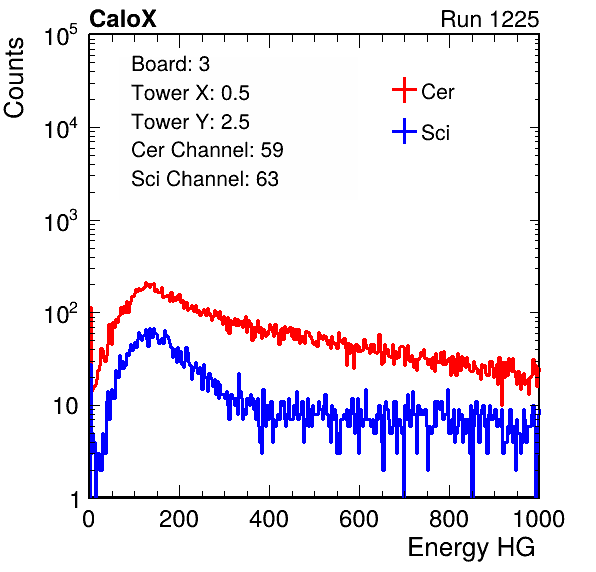 CaloX Run 1225
Counts
10^5
10^4
10^3
10^2
10
1
Board: 3
Tower X: 0.5
Tower Y: 2.5
Cer Channel: 59
Sci Channel: 63
Cer
Sci
0 200 400 600 800 1000
Energy HG